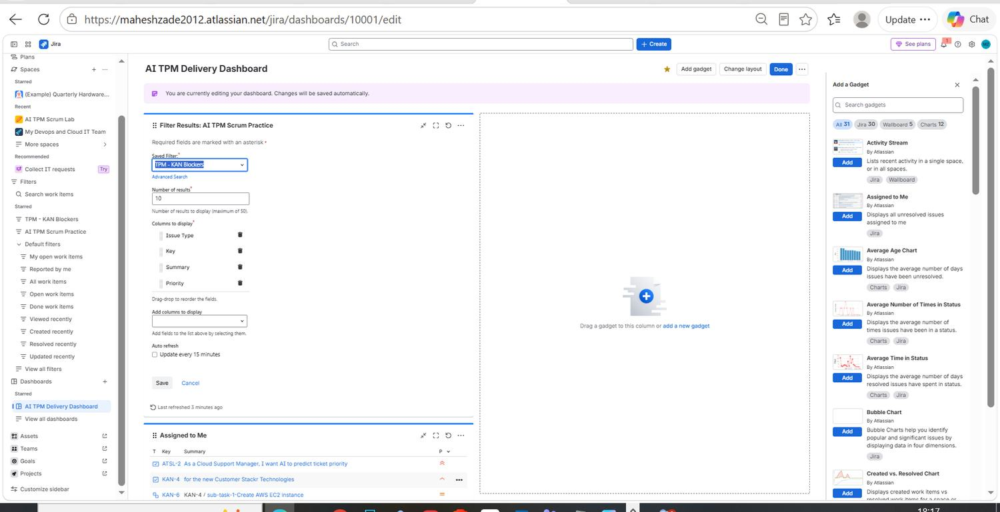 https://maheshzade2012.atlassian.net/jira/dashboards/10001/edit
Update
Chat
Jira
Search
+ Create
See plans
1
MZ
Plans
Spaces
Starred
(Example) Quarterly Hardware...
Recent
AI TPM Scrum Lab
My Devops and Cloud IT Team
More spaces
Recommended
Collect IT requests
Try
Filters
Search work items
Starred
TPM - KAN Blockers
AI TPM Scrum Practice
Default filters
My open work items
Reported by me
All work items
Open work items
Done work items
Viewed recently
Created recently
Resolved recently
Updated recently
View all filters
Dashboards
Starred
AI TPM Delivery Dashboard
View all dashboards
Assets
Teams
Goals
Projects
Customize sidebar
AI TPM Delivery Dashboard
Add gadget
Change layout
Done
You are currently editing your dashboard. Changes will be saved automatically.
Filter Results: AI TPM Scrum Practice
Required fields are marked with an asterisk *
Saved Filter:*
TPM - KAN Blockers
Advanced Search
Number of results*
10
Number of results to display (maximum of 50).
Columns to display*
Issue Type
Key
Summary
Priority
Drag-drop to reorder the fields.
Add columns to display
Add fields to the list above by selecting them.
Auto refresh
Update every 15 minutes
Save
Cancel
Last refreshed 3 minutes ago
Assigned to Me
T Key Summary P
ATSL-2 As a Cloud Support Manager, I want AI to predict ticket priority
KAN-4 for the new Customer Stackr Technologies
KAN-6 KAN-4 / sub-task-1-Create AWS EC2 instance
Drag a gadget to this column or add a new gadget
Add a Gadget
Search gadgets
All 31
Jira 30
Wallboard 5
Charts 12
Activity Stream
By Atlassian
Add
Lists recent activity in a single space,
or in all spaces.
Jira
Wallboard
Assigned to Me
By Atlassian
Add
Displays all unresolved issues
assigned to me
Jira
Average Age Chart
By Atlassian
Add
Displays the average number of days
issues have been unresolved.
Charts
Jira
Average Number of Times in Status
By Atlassian
Add
Displays the average number of
times issues have been in a status.
Charts
Jira
Average Time in Status
By Atlassian
Add
Displays the average number of days
resolved issues have spent in status.
Charts
Jira
Bubble Chart
By Atlassian
Add
Bubble Charts help you identify
popular and significant issues by
displaying data in four dimensions.
Jira
Created vs. Resolved Chart
By Atlassian
Add
Displays created work items vs
resolved work items for a space or
18:17